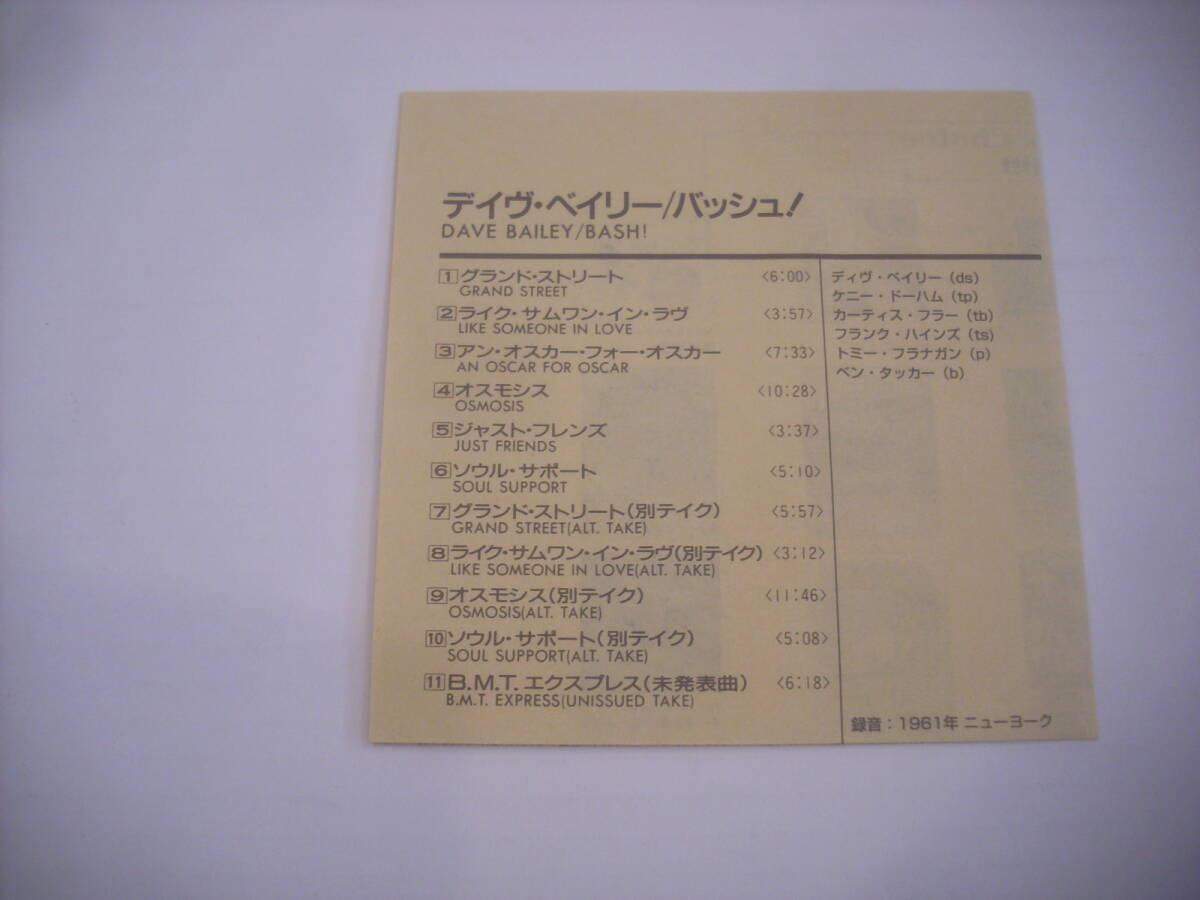 デイヴ・ベイリー/バッシュ!
DAVE BAILEY/BASH!
1 グランド・ストリート 〈6:00〉
GRAND STREET
2 ライク・サムワン・イン・ラヴ 〈3:57〉
LIKE SOMEONE IN LOVE
3 アン・オスカー・フォー・オスカー 〈7:33〉
AN OSCAR FOR OSCAR
4 オスモシス 〈10:28〉
OSMOSIS
5 ジャスト・フレンズ 〈3:37〉
JUST FRIENDS
6 ソウル・サポート 〈5:10〉
SOUL SUPPORT
7 グランド・ストリート(別テイク) 〈5:57〉
GRAND STREET(ALT. TAKE)
8 ライク・サムワン・イン・ラヴ(別テイク) 〈3:12〉
LIKE SOMEONE IN LOVE(ALT. TAKE)
9 オスモシス(別テイク) 〈11:46〉
OSMOSIS(ALT. TAKE)
10 ソウル・サポート(別テイク) 〈5:08〉
SOUL SUPPORT(ALT. TAKE)
11 B.M.T. エクスプレス(未発表曲) 〈6:18〉
B.M.T. EXPRESS(UNISSUED TAKE)
ディヴ・ベイリー(ds)
ケニー・ドーハム(tp)
カーティス・フラー(tb)
フランク・ハインズ(ts)
トミー・フラナガン(p)
ベン・タッカー(b)
録音:1961年 ニューヨーク